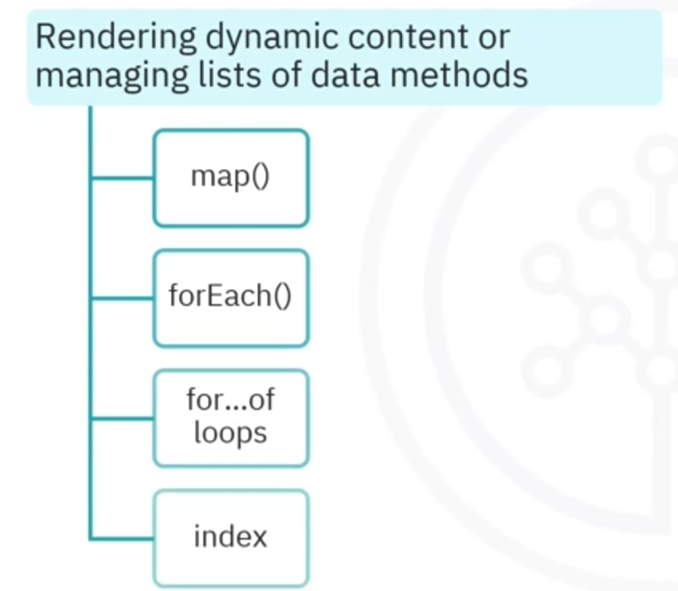 Rendering dynamic content or
managing lists of data methods
map()
forEach()
for...of
loops
index